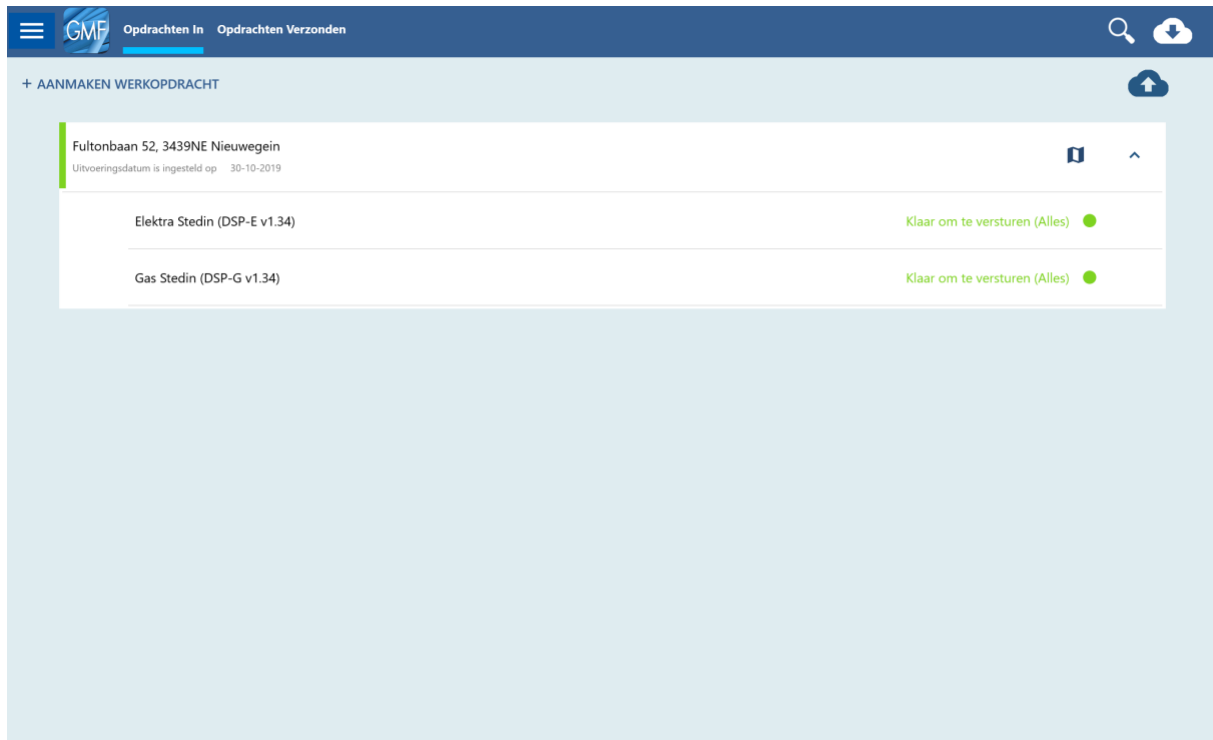 GMF Opdrachten In Opdrachten Verzonden
+ AANMAKEN WERKOPDRACHT
Fultonbaan 52, 3439NE Nieuwegein
Uitvoeringsdatum is ingesteld op 30-10-2019
Elektra Stedin (DSP-E v1.34) Klaar om te versturen (Alles)
Gas Stedin (DSP-G v1.34) Klaar om te versturen (Alles)